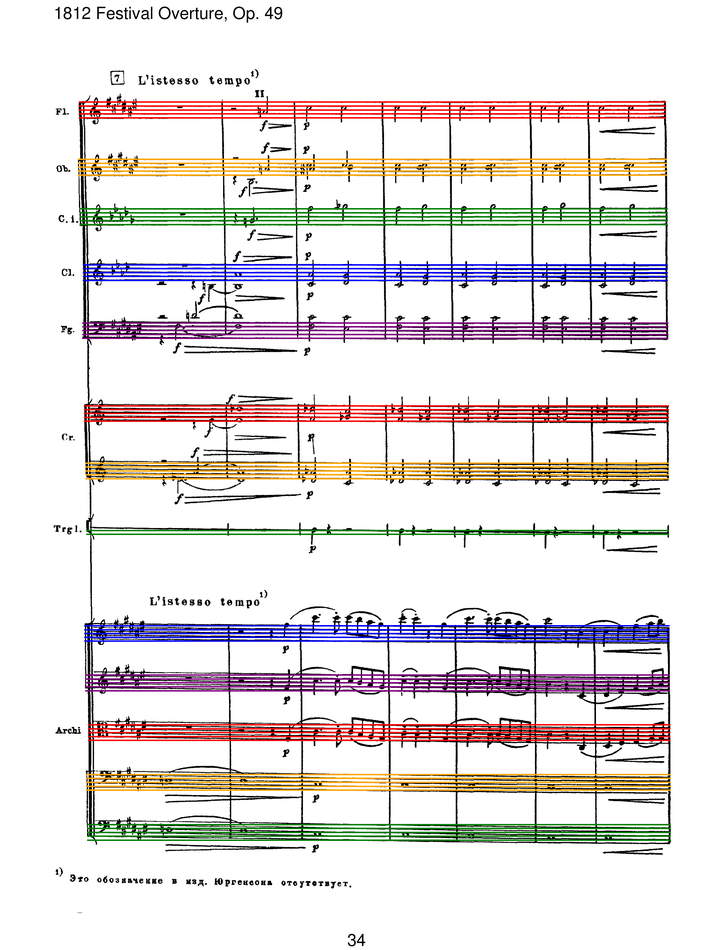 1812 Festival Overture, Op. 49
7 L'istesso tempo 1)
II
Fl.
f p
f p
Ob.
f p
C. i.
f p
f p
Cl.
f p
Fg.
f p
f
f
Cr.
f p
f p
Trgl.
p
L'istesso tempo 1)
p
p
Archi
p
p
p
1) Это обозначение в изд. Юргенсона отсутствует.
34